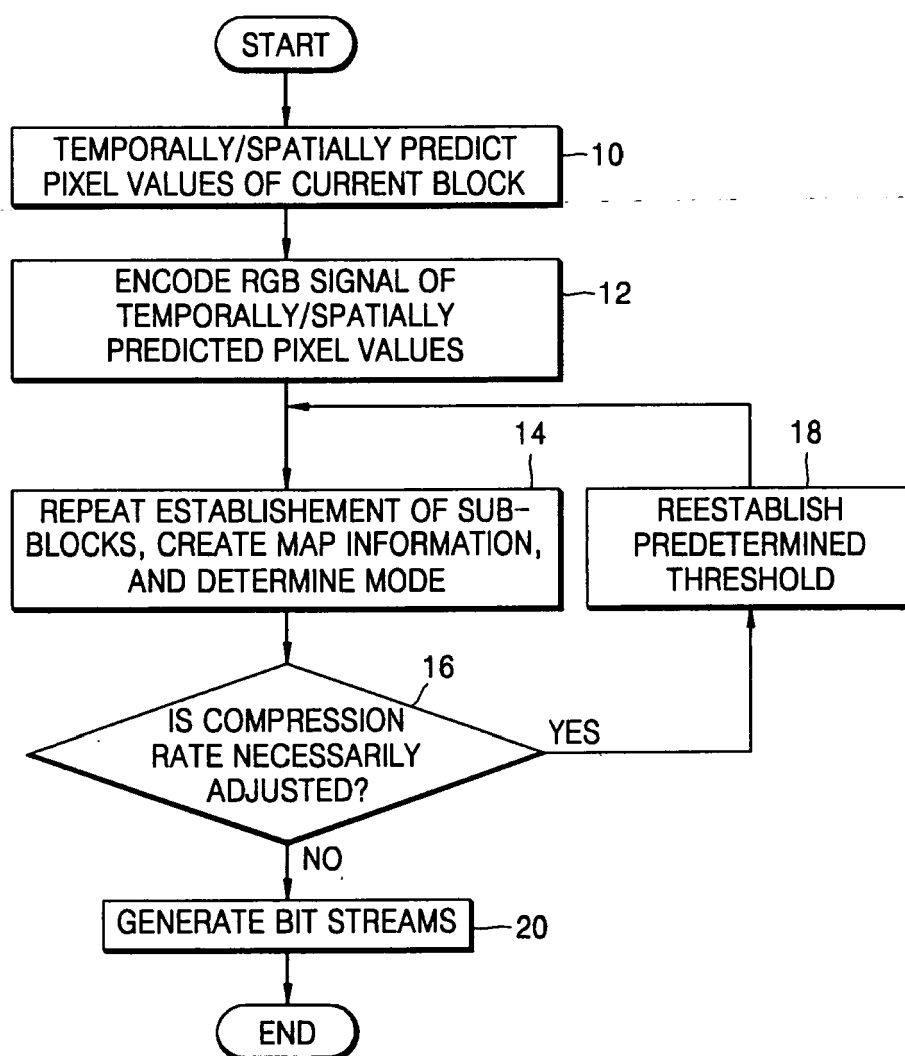 START
TEMPORALLY/SPATIALLY PREDICT
PIXEL VALUES OF CURRENT BLOCK
10
ENCODE RGB SIGNAL OF
TEMPORALLY/SPATIALLY
PREDICTED PIXEL VALUES
12
14
REPEAT ESTABLISHEMENT OF SUB-
BLOCKS, CREATE MAP INFORMATION,
AND DETERMINE MODE
18
REESTABLISH
PREDETERMINED
THRESHOLD
16
IS COMPRESSION
RATE NECESSARILY
ADJUSTED?
YES
NO
GENERATE BIT STREAMS
20
END